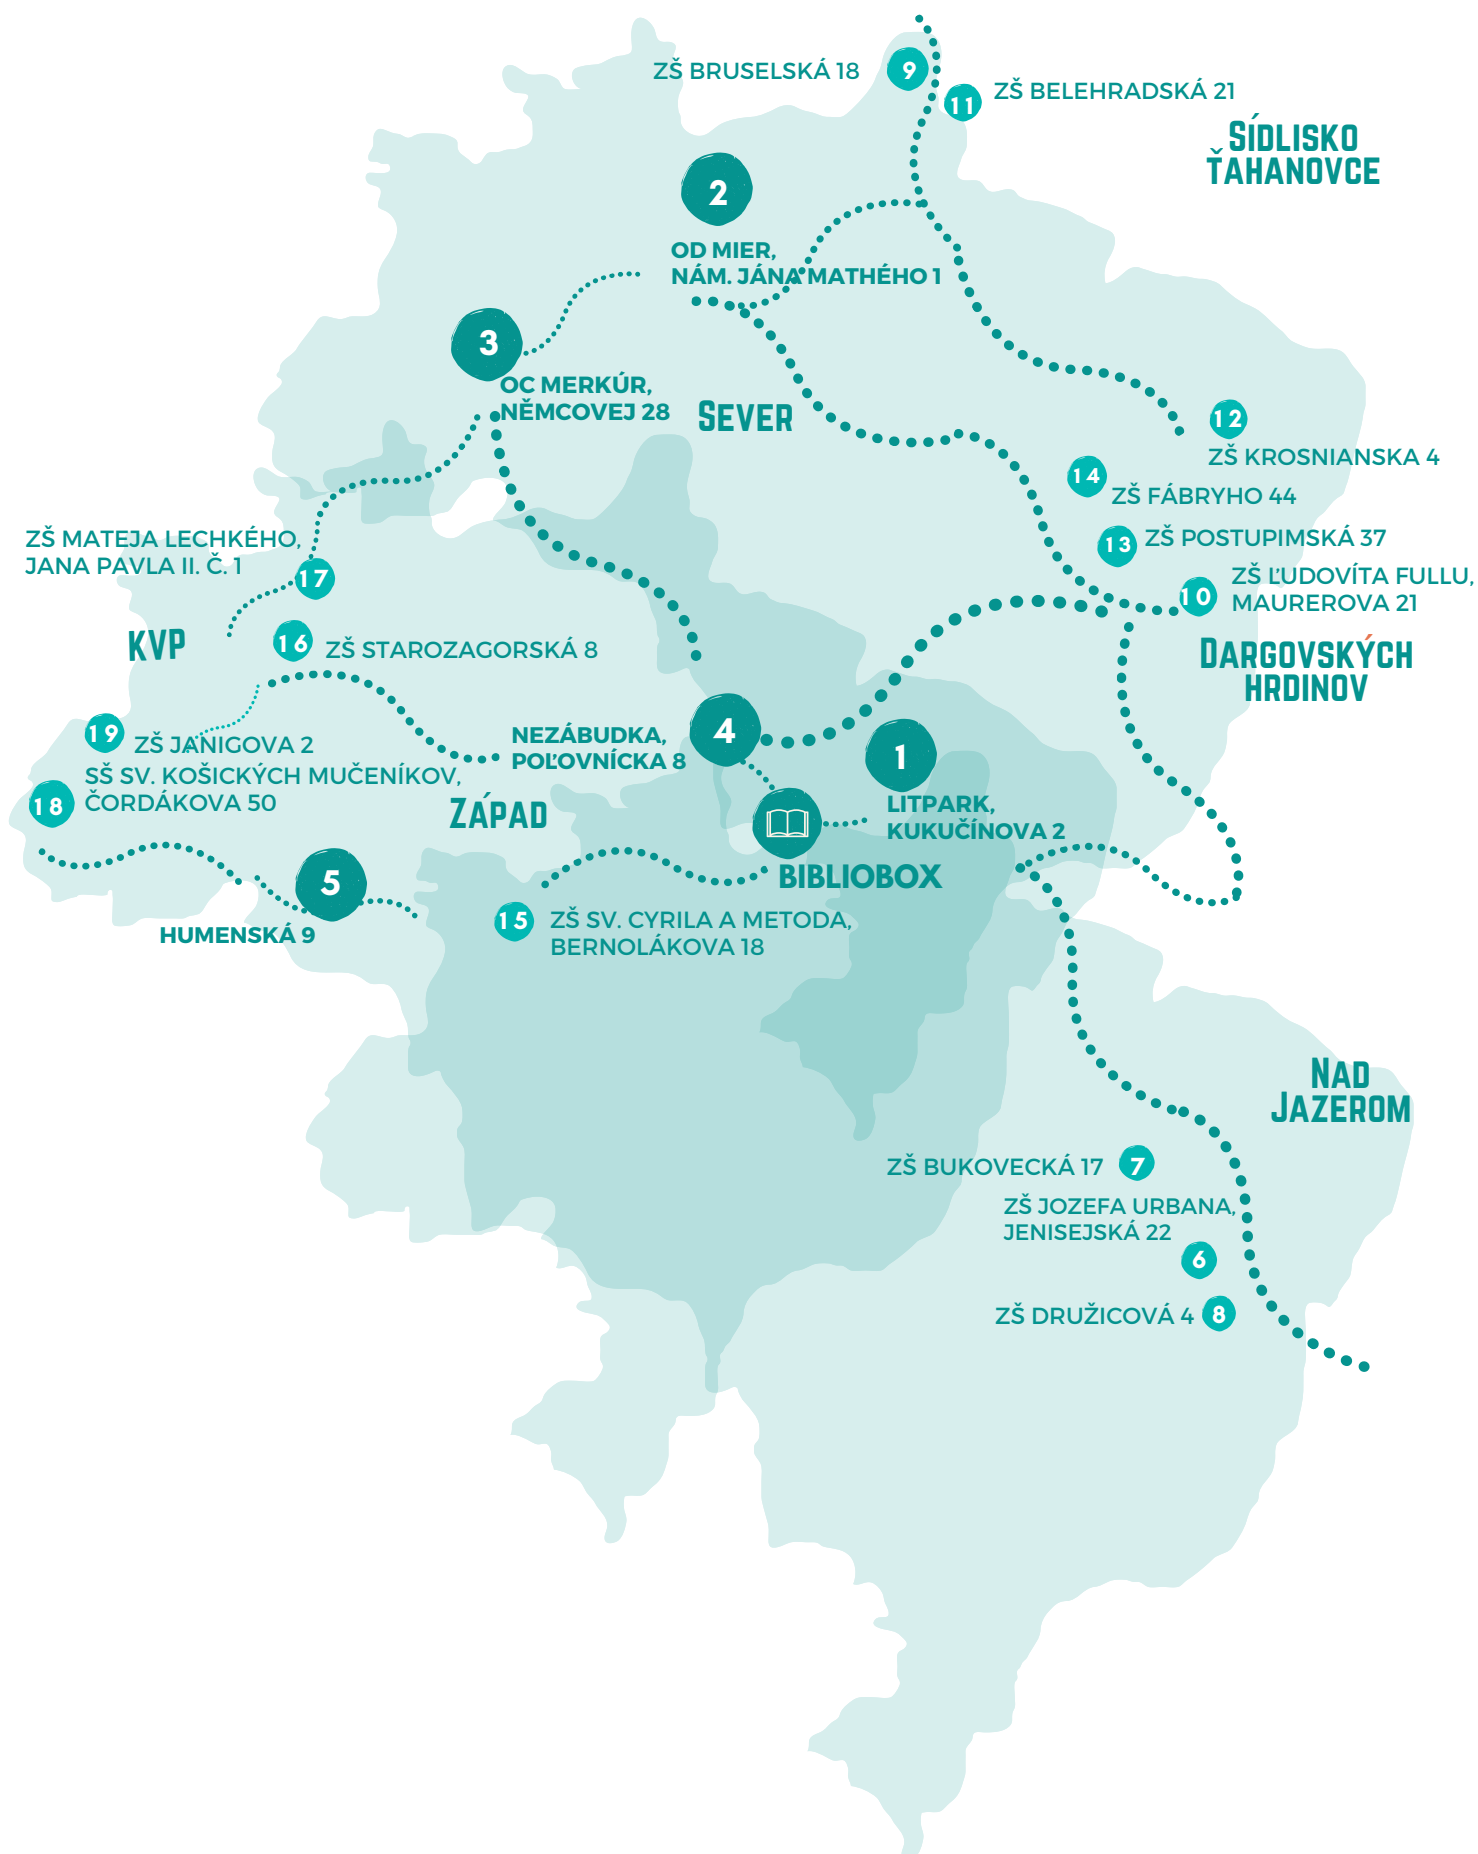 ZŠ BRUSELSKÁ 18
9
11
ZŠ BELEHRADSKÁ 21
SÍDLISKO
ŤAHANOVCE
2
OD MIER,
NÁM. JÁNA MATHÉHO 1
3
OC MERKÚR,
NĚMCOVEJ 28
SEVER
12
ZŠ KROSNIANSKA 4
14
ZŠ FÁBRYHO 44
13
ZŠ POSTUPIMSKÁ 37
10
ZŠ ĽUDOVÍTA FULLU,
MAUREROVA 21
DARGOVSKÝCH
HRDINOV
ZŠ MATEJA LECHKÉHO,
JANA PAVLA II. Č. 1
17
KVP
16
ZŠ STAROZAGORSKÁ 8
19
ZŠ JANIGOVA 2
18
SŠ SV. KOŠICKÝCH MUČENÍKOV,
ČORDÁKOVA 50
NEZÁBUDKA,
POĽOVNÍCKA 8
4
1
LITPARK,
KUKUČÍNOVA 2
ZÁPAD
BIBLIOBOX
5
HUMENSKÁ 9
15
ZŠ SV. CYRILA A METODA,
BERNOLÁKOVA 18
NAD
JAZEROM
ZŠ BUKOVECKÁ 17
7
ZŠ JOZEFA URBANA,
JENISEJSKÁ 22
6
ZŠ DRUŽICOVÁ 4
8